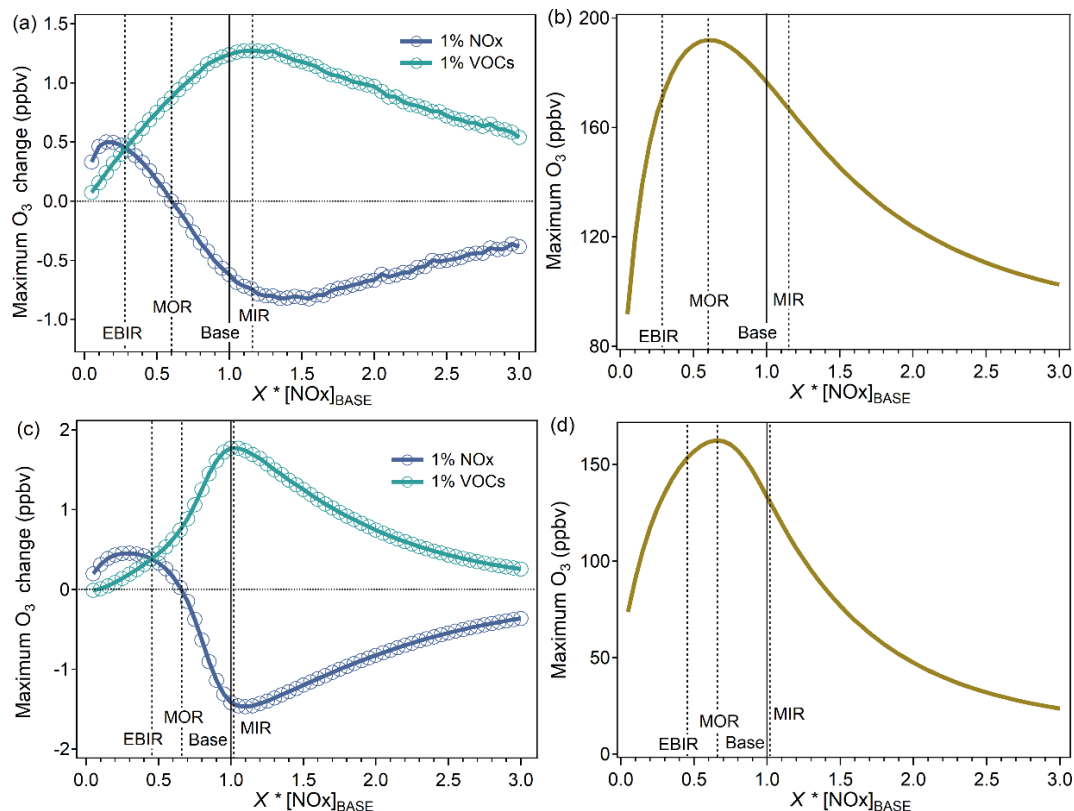 (a)
Maximum O3 change (ppbv)
1.5
1.0
0.5
0.0
-0.5
-1.0
1% NOx
1% VOCs
EBIR
MOR
Base
MIR
0.0 0.5 1.0 1.5 2.0 2.5 3.0
X * [NOx]BASE
(b)
Maximum O3 (ppbv)
200
160
120
80
EBIR
MOR
Base
MIR
0.0 0.5 1.0 1.5 2.0 2.5 3.0
X * [NOx]BASE
(c)
Maximum O3 change (ppbv)
2
1
0
-1
-2
1% NOx
1% VOCs
EBIR
MOR
Base
MIR
0.0 0.5 1.0 1.5 2.0 2.5 3.0
X * [NOx]BASE
(d)
Maximum O3 (ppbv)
150
100
50
0
EBIR
MOR
Base
MIR
0.0 0.5 1.0 1.5 2.0 2.5 3.0
X * [NOx]BASE